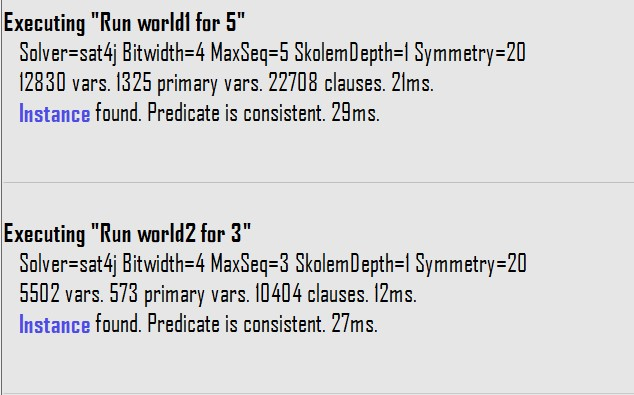 Executing "Run world1 for 5"
Solver=sat4j Bitwidth=4 MaxSeq=5 SkolemDepth=1 Symmetry=20
12830 vars. 1325 primary vars. 22708 clauses. 21ms.
Instance found. Predicate is consistent. 29ms.
Executing "Run world2 for 3"
Solver=sat4j Bitwidth=4 MaxSeq=3 SkolemDepth=1 Symmetry=20
5502 vars. 573 primary vars. 10404 clauses. 12ms.
Instance found. Predicate is consistent. 27ms.